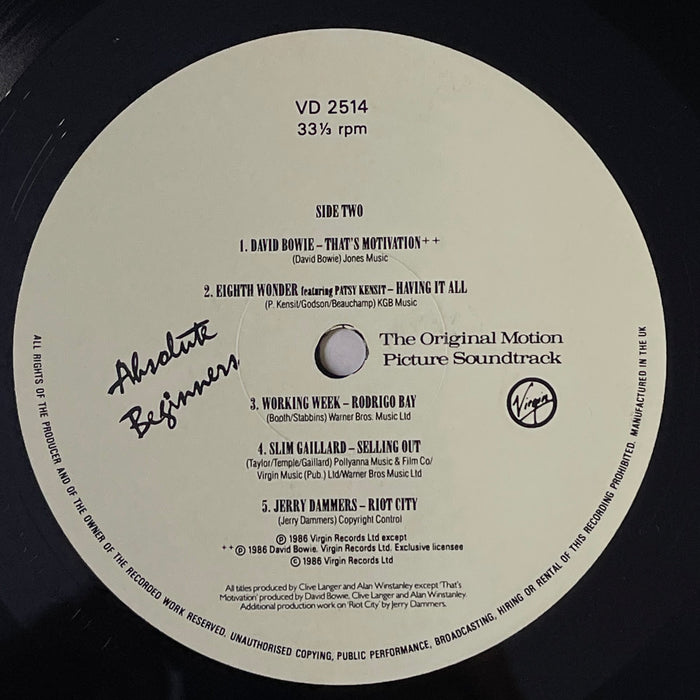 VD 2514
33⅓ rpm
SIDE TWO
1. DAVID BOWIE – THAT'S MOTIVATION++
(David Bowie) Jones Music
2. EIGHTH WONDER featuring PATSY KENSIT – HAVING IT ALL
(P. Kensit/Godson/Beauchamp) KGB Music
Absolute
Beginners
The Original Motion
Picture Soundtrack
Virgin
3. WORKING WEEK – RODRIGO BAY
(Booth/Stabbins) Warner Bros. Music Ltd
4. SLIM GAILLARD – SELLING OUT
(Taylor/Temple/Gaillard) Pollyanna Music & Film Co/
Virgin Music (Pub.) Ltd/Warner Bros Music Ltd
5. JERRY DAMMERS – RIOT CITY
(Jerry Dammers) Copyright Control
℗ 1986 Virgin Records Ltd except
++℗ 1986 David Bowie. Virgin Records Ltd. Exclusive licensee
© 1986 Virgin Records Ltd
All titles produced by Clive Langer and Alan Winstanley except 'That's
Motivation' produced by David Bowie, Clive Langer and Alan Winstanley.
Additional production work on 'Riot City' by Jerry Dammers.
ALL RIGHTS OF THE PRODUCER AND OF THE OWNER OF THE RECORDED WORK RESERVED. UNAUTHORISED COPYING, PUBLIC PERFORMANCE, BROADCASTING, HIRING OR RENTAL OF THIS RECORDING PROHIBITED. MANUFACTURED IN THE UK